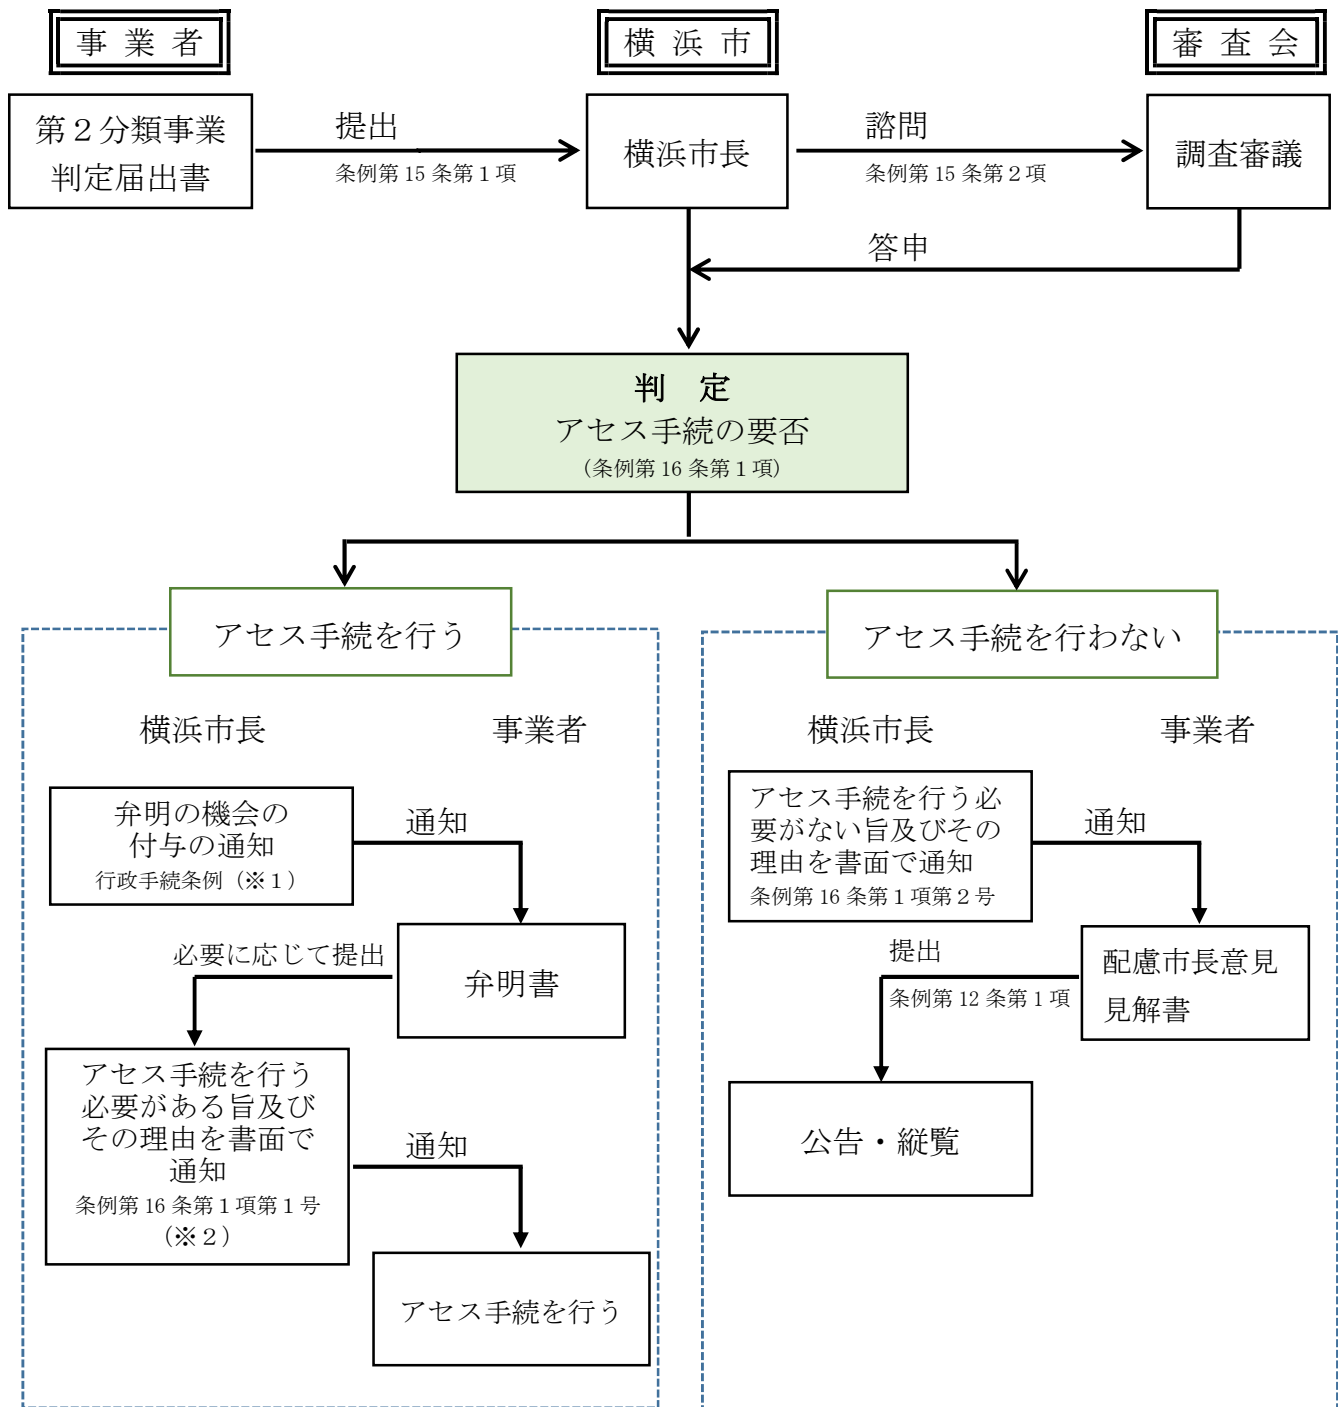 事 業 者
横 浜 市
審 査 会
第２分類事業
判定届出書
提出
条例第 15 条第１項
横浜市長
諮問
条例第 15 条第２項
調査審議
答申
判　定
アセス手続の要否
（条例第 16 条第１項）
アセス手続を行う
アセス手続を行わない
横浜市長
事業者
弁明の機会の
付与の通知
行政手続条例（※１）
通知
必要に応じて提出
弁明書
アセス手続を行う
必要がある旨及び
その理由を書面で
通知
条例第 16 条第１項第１号
（※２）
通知
アセス手続を行う
横浜市長
事業者
アセス手続を行う必
要がない旨及びその
理由を書面で通知
条例第 16 条第１項第２号
通知
提出
条例第 12 条第１項
配慮市長意見
見解書
公告・縦覧